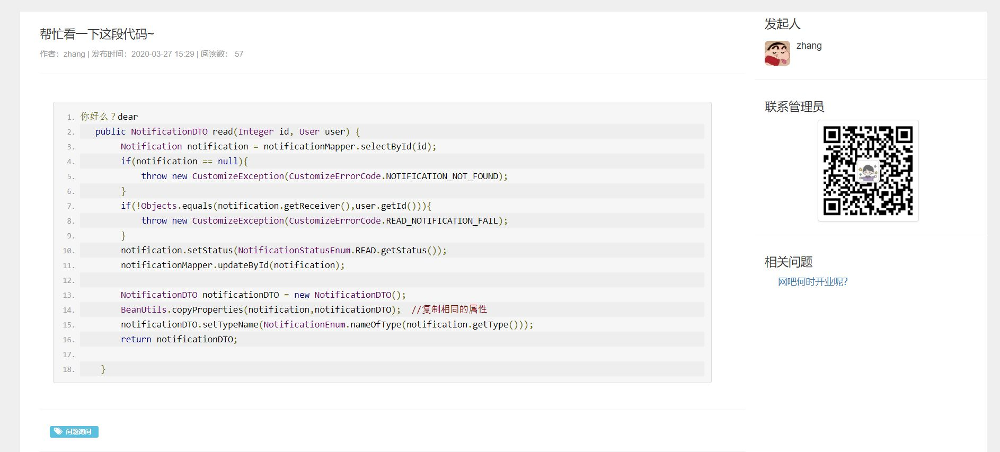 帮忙看一下这段代码~
作者：zhang | 发布时间：2020-03-27 15:29 | 阅读数： 57
1. 你好么？dear
2. public NotificationDTO read(Integer id, User user) {
3. Notification notification = notificationMapper.selectById(id);
4. if(notification == null){
5. throw new CustomizeException(CustomizeErrorCode.NOTIFICATION_NOT_FOUND);
6. }
7. if(!Objects.equals(notification.getReceiver(),user.getId())){
8. throw new CustomizeException(CustomizeErrorCode.READ_NOTIFICATION_FAIL);
9. }
10. notification.setStatus(NotificationStatusEnum.READ.getStatus());
11. notificationMapper.updateById(notification);
12.
13. NotificationDTO notificationDTO = new NotificationDTO();
14. BeanUtils.copyProperties(notification,notificationDTO); //复制相同的属性
15. notificationDTO.setTypeName(NotificationEnum.nameOfType(notification.getType()));
16. return notificationDTO;
17.
18. }
问题询问
发起人
zhang
联系管理员
相关问题
网吧何时开业呢?